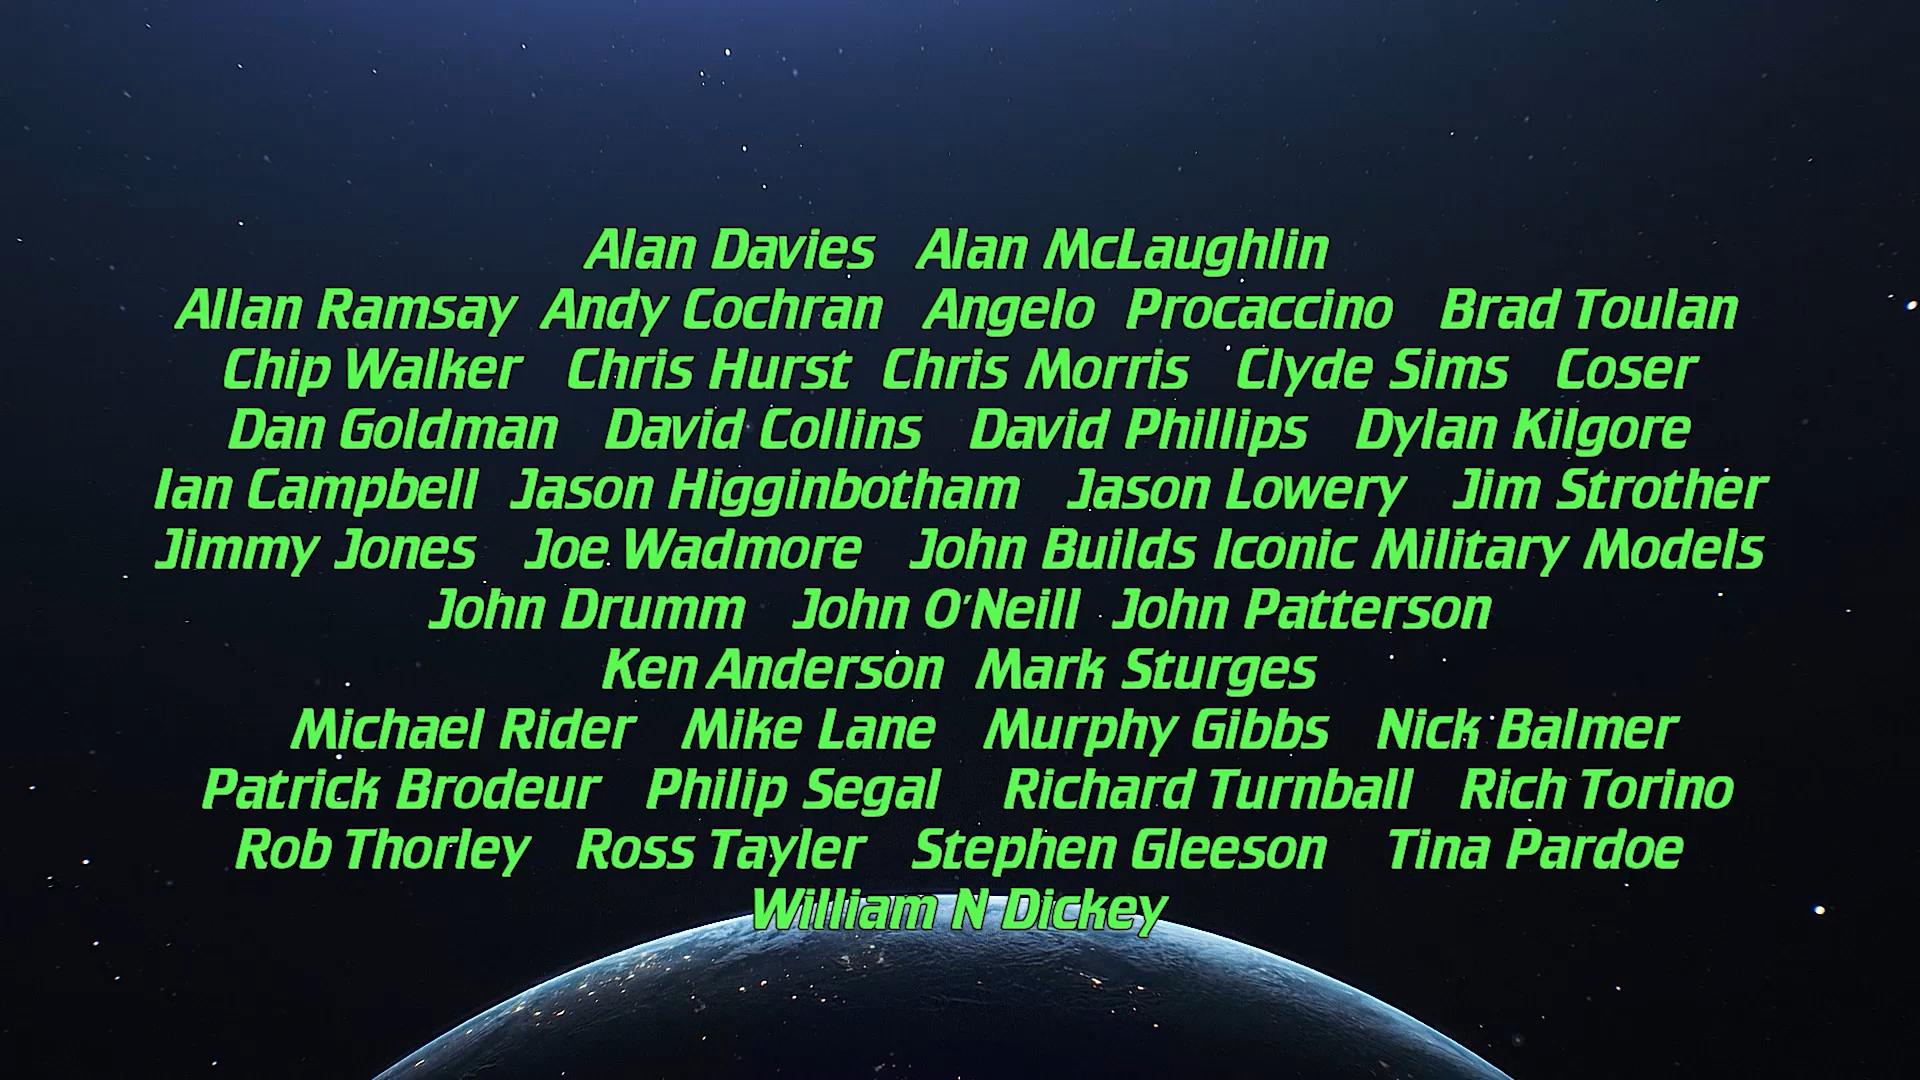 Alan Davies Alan McLaughlin
Allan Ramsay Andy Cochran Angelo Procaccino Brad Toulan
Chip Walker Chris Hurst Chris Morris Clyde Sims Coser
Dan Goldman David Collins David Phillips Dylan Kilgore
Ian Campbell Jason Higginbotham Jason Lowery Jim Strother
Jimmy Jones Joe Wadmore John Builds Iconic Military Models
John Drumm John O'Neill John Patterson
Ken Anderson Mark Sturges
Michael Rider Mike Lane Murphy Gibbs Nick Balmer
Patrick Brodeur Philip Segal Richard Turnball Rich Torino
Rob Thorley Ross Tayler Stephen Gleeson Tina Pardoe
William N Dickey